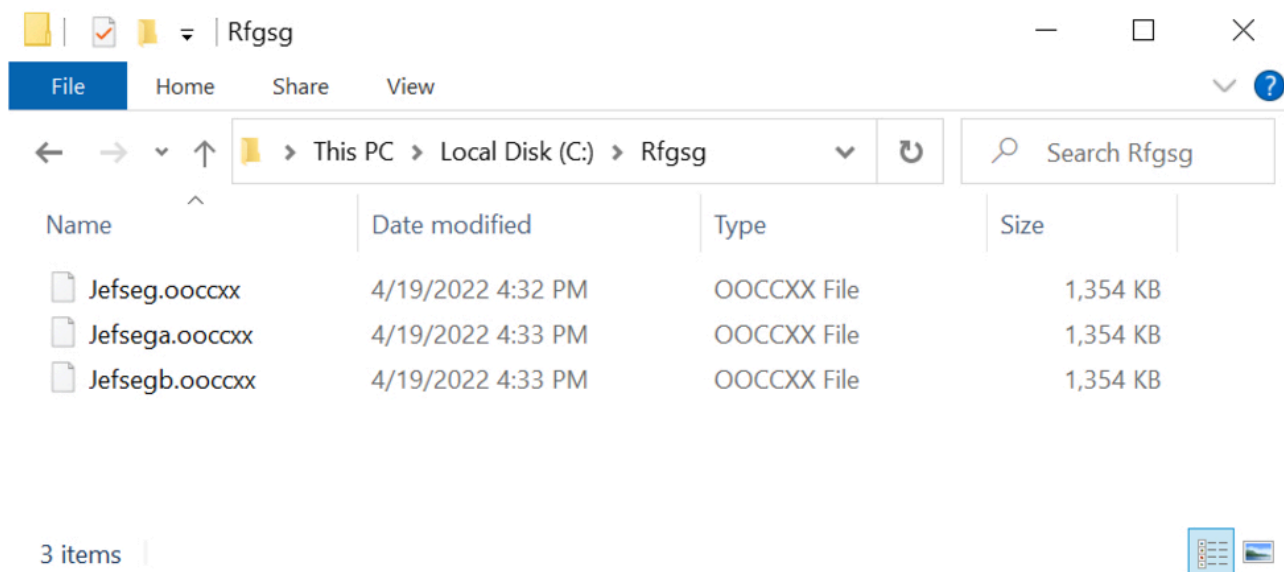 Rfgsg
File Home Share View ?
This PC > Local Disk (C:) > Rfgsg Search Rfgsg
Name Date modified Type Size
Jefseg.ooccxx 4/19/2022 4:32 PM OOCCXX File 1,354 KB
Jefsega.ooccxx 4/19/2022 4:33 PM OOCCXX File 1,354 KB
Jefsegb.ooccxx 4/19/2022 4:33 PM OOCCXX File 1,354 KB
3 items